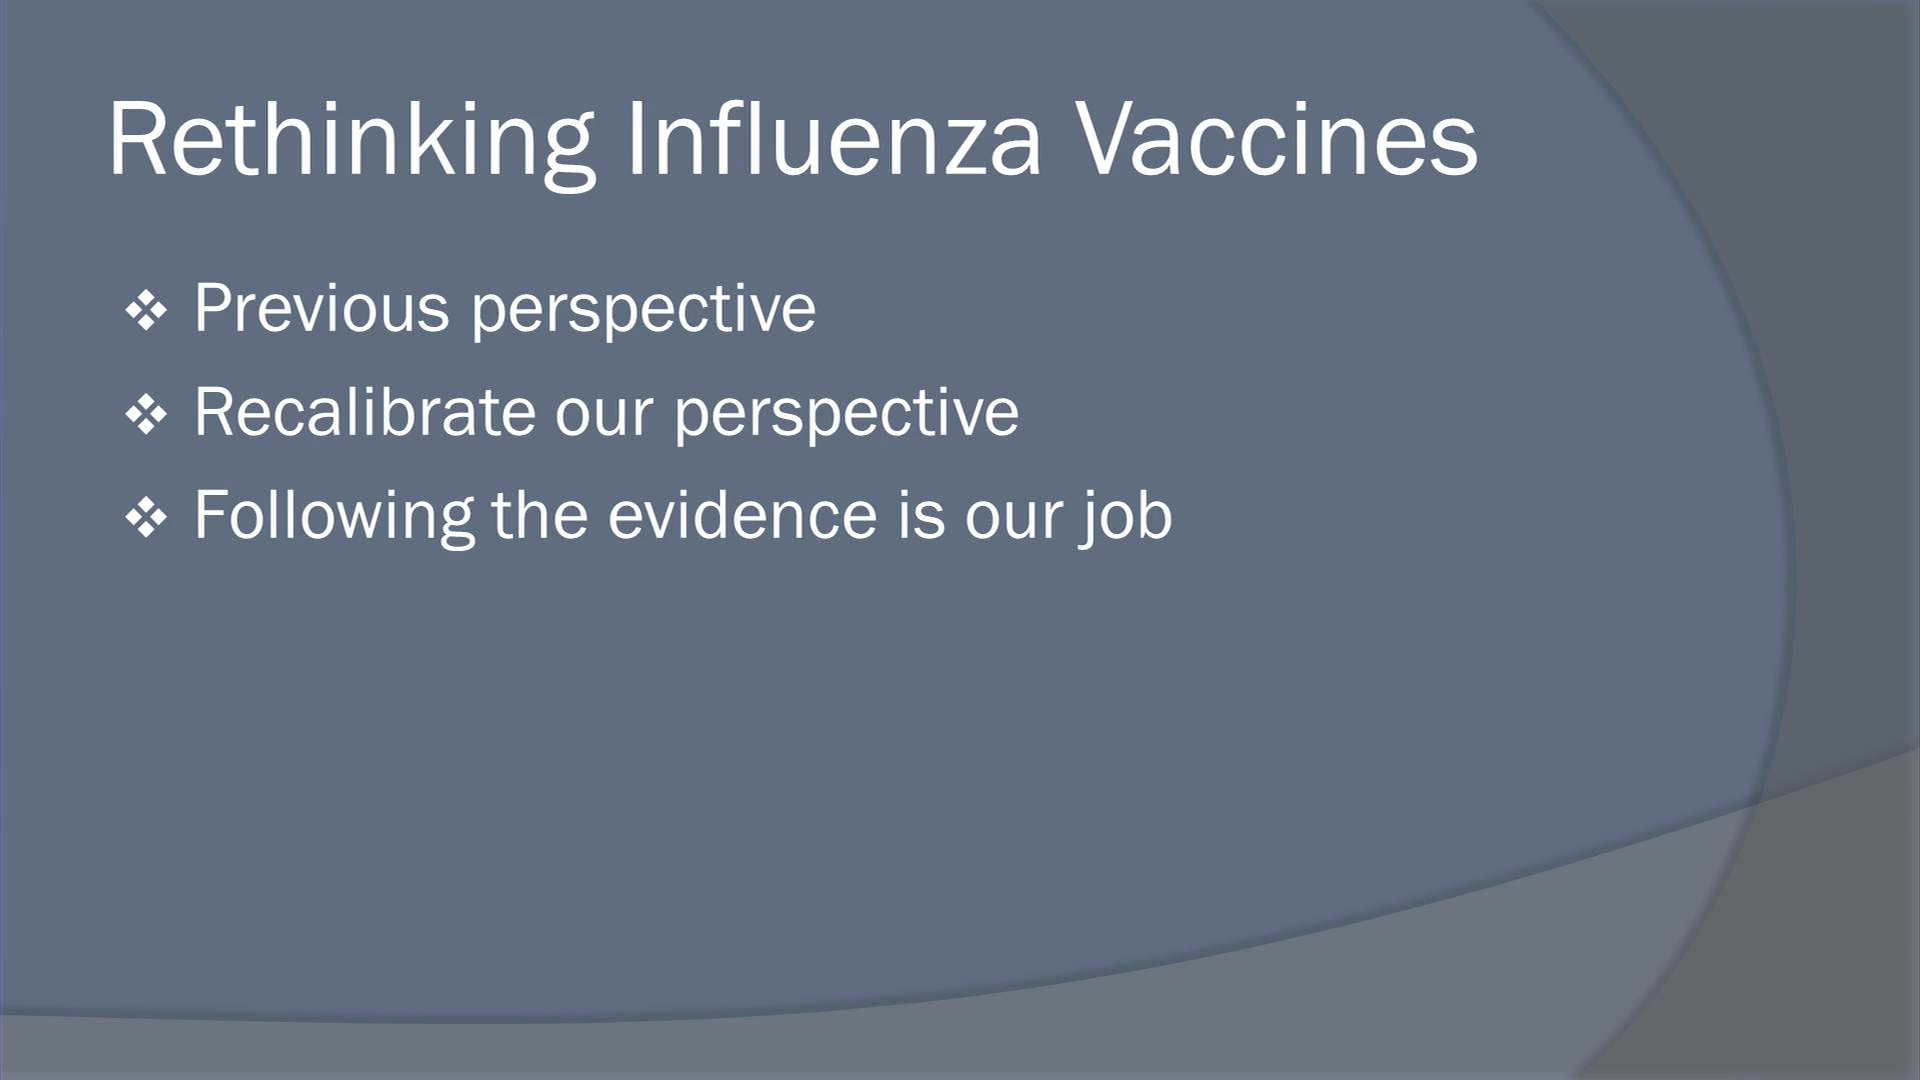 Rethinking Influenza Vaccines
❖ Previous perspective
❖ Recalibrate our perspective
❖ Following the evidence is our job